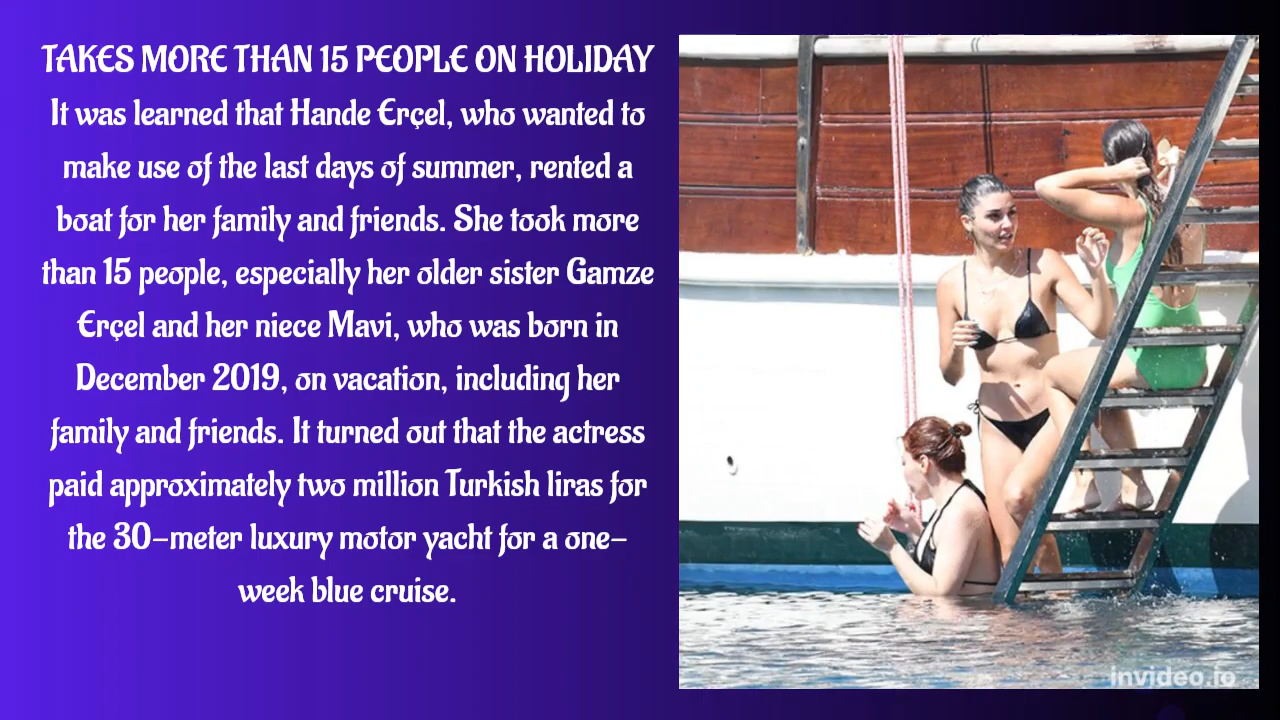 TAKES MORE THAN 15 PEOPLE ON HOLIDAY
It was learned that Hande Erçel, who wanted to
make use of the last days of summer, rented a
boat for her family and friends. She took more
than 15 people, especially her older sister Gamze
Erçel and her niece Mavi, who was born in
December 2019, on vacation, including her
family and friends. It turned out that the actress
paid approximately two million Turkish liras for
the 30-meter luxury motor yacht for a one-
week blue cruise.
invideo.io